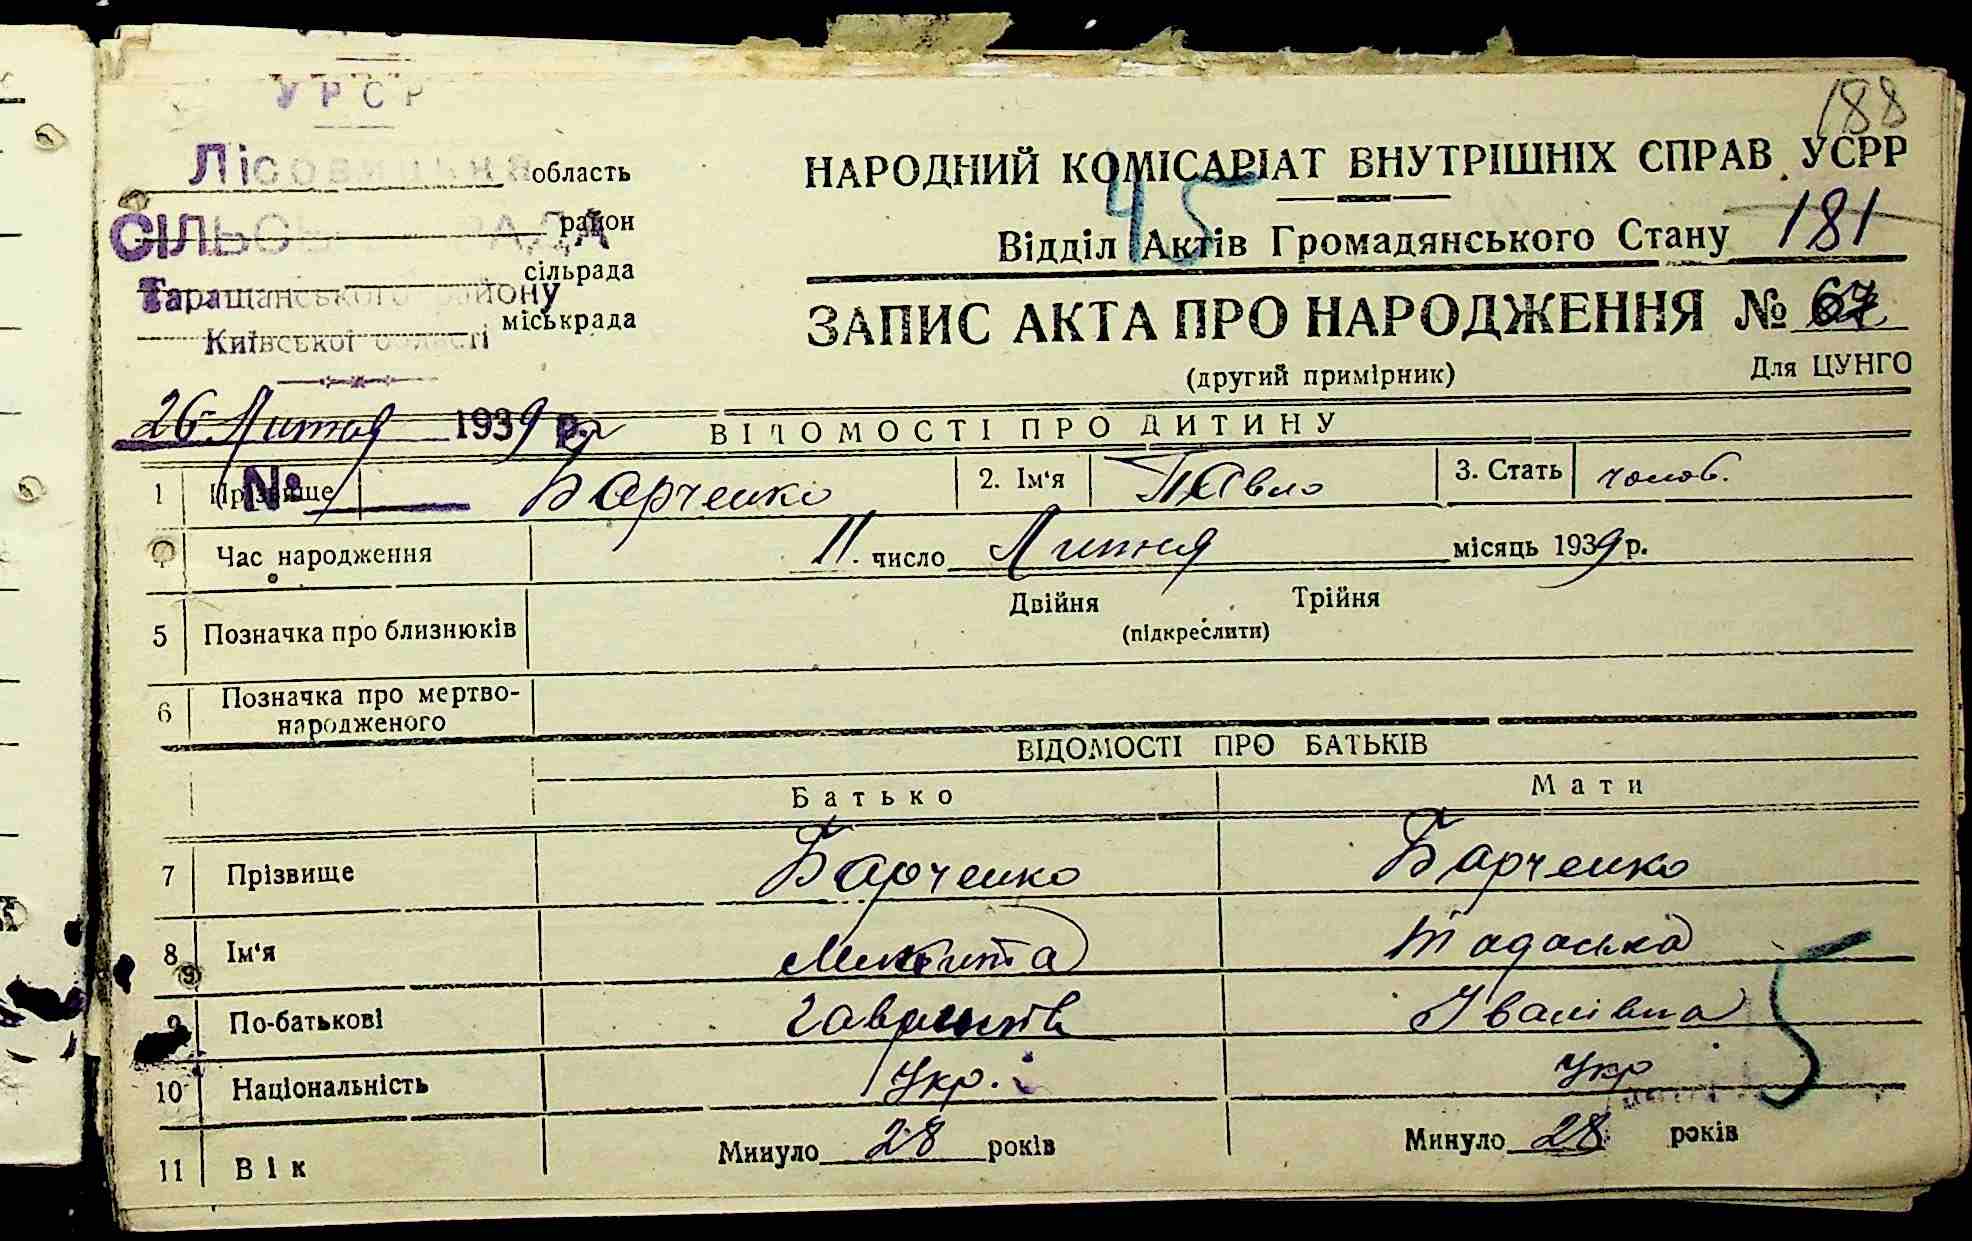 УРСР
188
Лісовицька область
НАРОДНИЙ КОМІСАРІАТ ВНУТРІШНІХ СПРАВ УСРР
СІЛЬСЬКА РАДА район
45
Відділ Актів Громадянського Стану 181
сільрада
Таращанського району
міськрада
ЗАПИС АКТА ПРО НАРОДЖЕННЯ № 67
Київської області
(другий примірник)
Для ЦУНГО
26 Липня 1939 р.
ВІДОМОСТІ ПРО ДИТИНУ
№
1 Прізвище Барченко 2. Ім'я Павло 3. Стать чолов.
Час народження 11. число Липня місяць 1939 р.
5 Позначка про близнюків Двійня Трійня
(підкреслити)
6 Позначка про мертво-
народженого
ВІДОМОСТІ ПРО БАТЬКІВ
Батько Мати
7 Прізвище Барченко Барченко
8 Ім'я Микита Тодоська
9 По-батькові Івонівна
5
10 Національність Укр. Укр
11 Вік Минуло 28 років Минуло 28 років